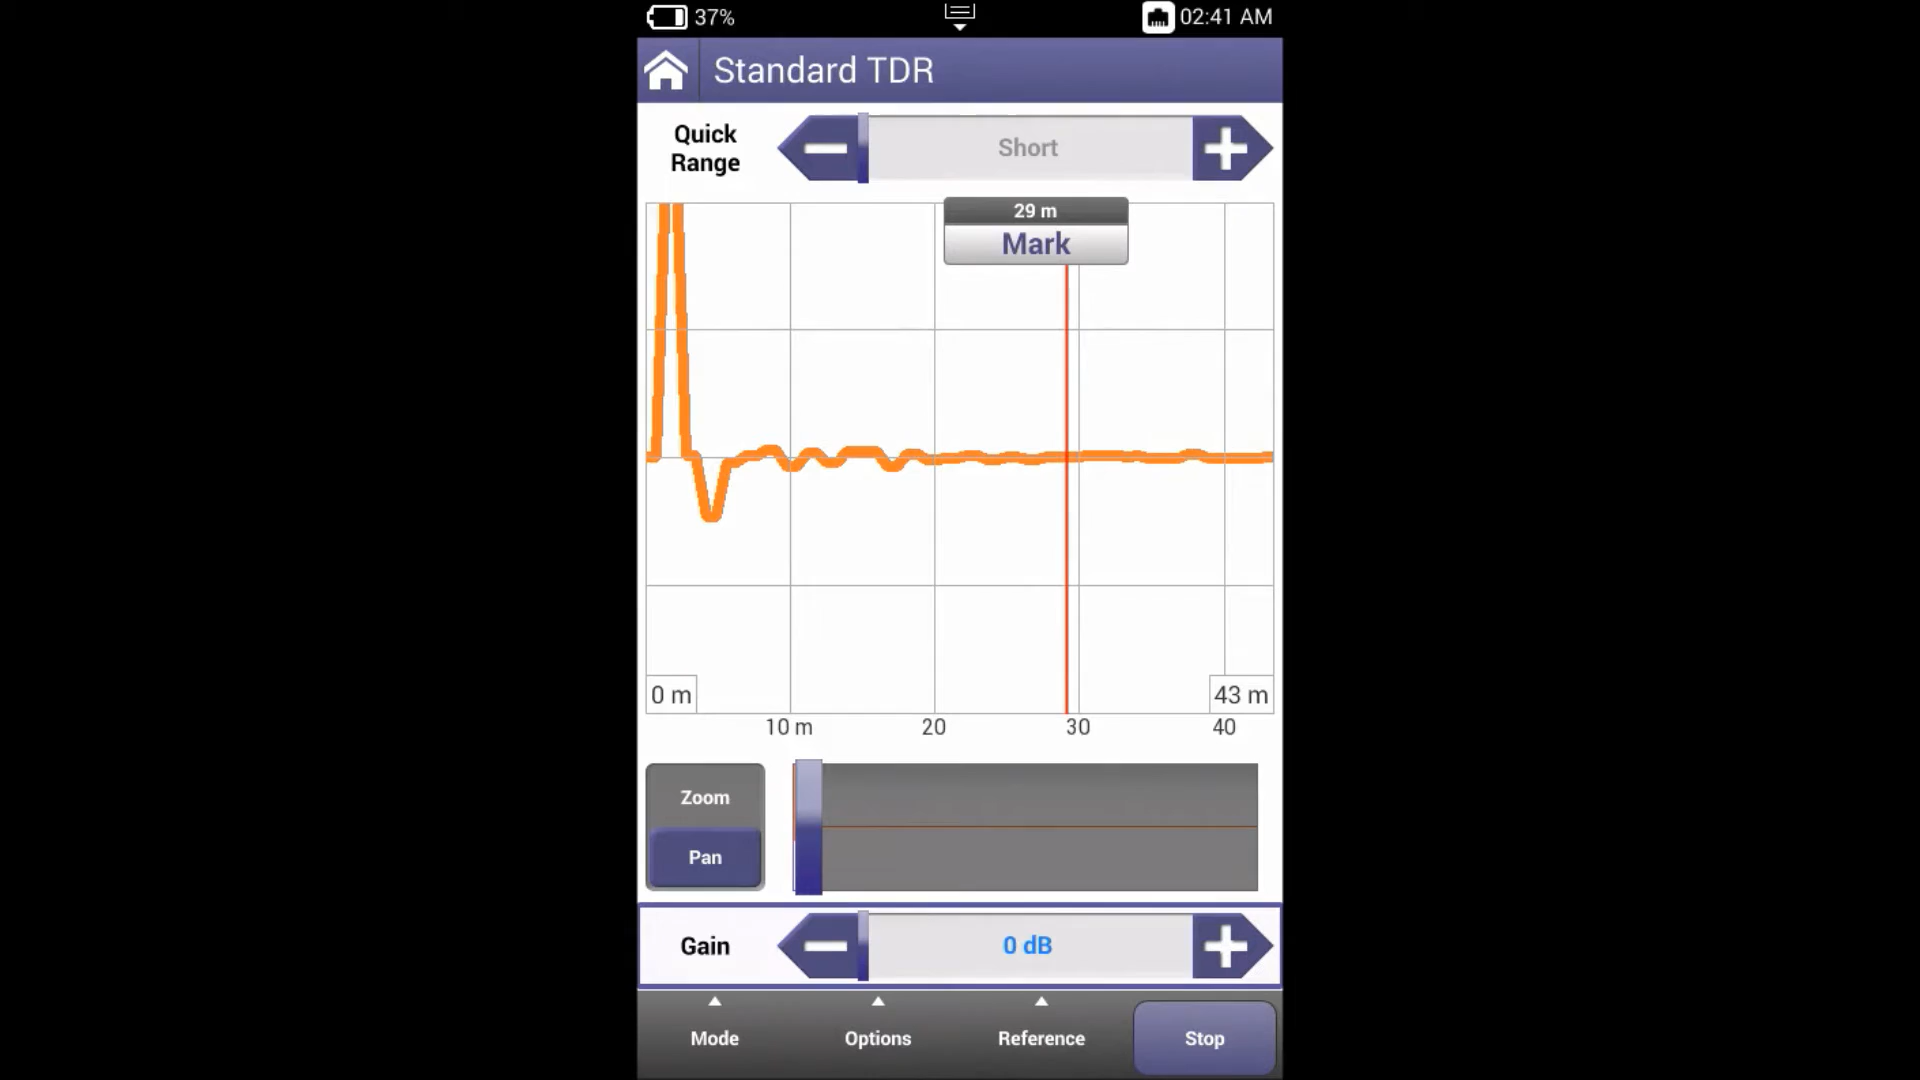 37%
02:41 AM
Standard TDR
Quick
Range
Short
29 m
Mark
0 m
43 m
10 m
20
30
40
Zoom
Pan
Gain
0 dB
Mode
Options
Reference
Stop